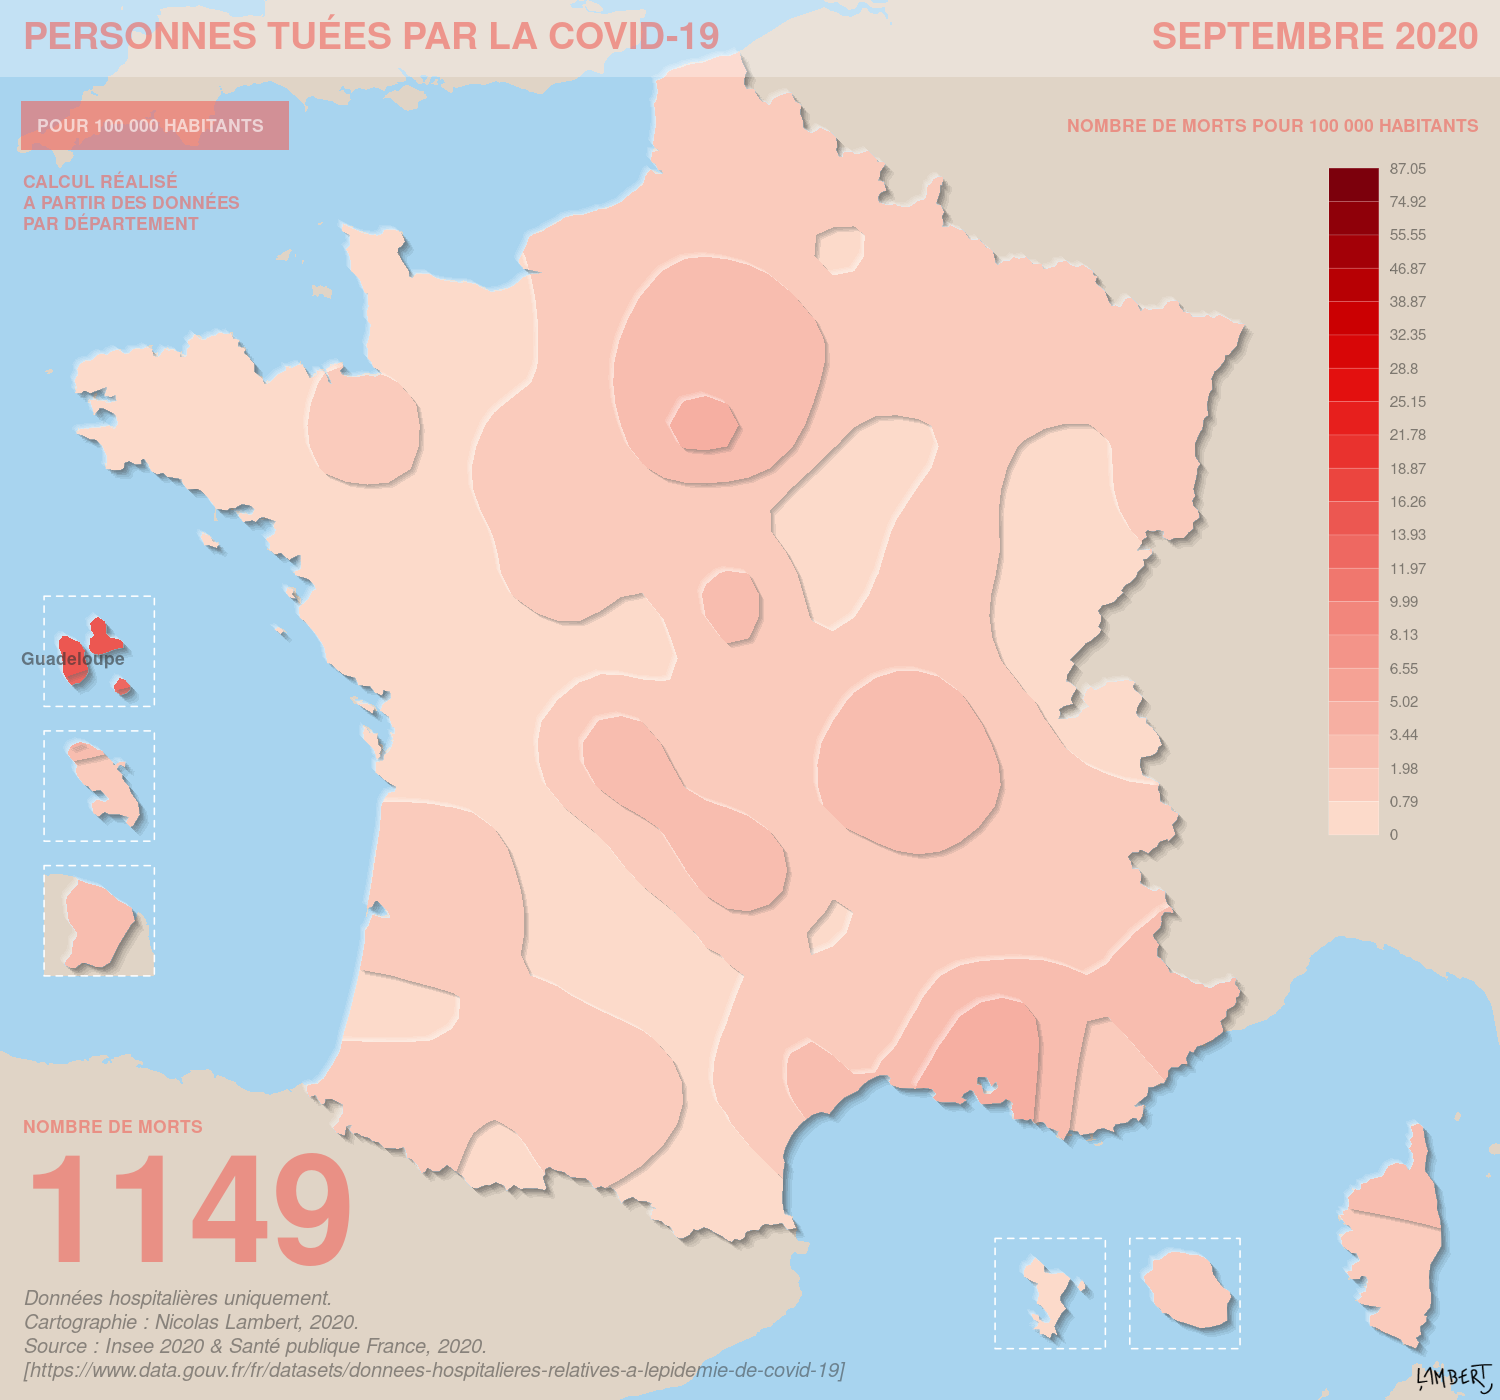 PERSONNES TUÉES PAR LA COVID-19
SEPTEMBRE 2020
POUR 100 000 HABITANTS
CALCUL RÉALISÉ
A PARTIR DES DONNÉES
PAR DÉPARTEMENT
NOMBRE DE MORTS POUR 100 000 HABITANTS
87.05
74.92
55.55
46.87
38.87
32.35
28.8
25.15
21.78
18.87
16.26
13.93
11.97
9.99
8.13
6.55
5.02
3.44
1.98
0.79
0
Guadeloupe
NOMBRE DE MORTS
1149
Données hospitalières uniquement.
Cartographie : Nicolas Lambert, 2020.
Source : Insee 2020 & Santé publique France, 2020.
[https://www.data.gouv.fr/fr/datasets/donnees-hospitalieres-relatives-a-lepidemie-de-covid-19]
LAMBERT